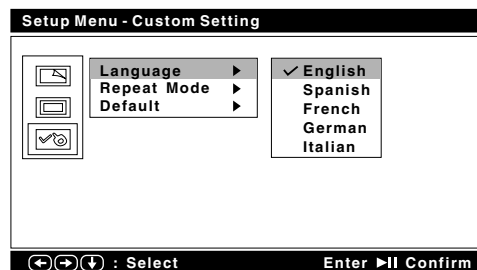 Setup Menu - Custom Setting
Language ▶ ✓ English
Repeat Mode ▶ Spanish
Default ▶ French
German
Italian
←→↓ : Select Enter ▶II Confirm